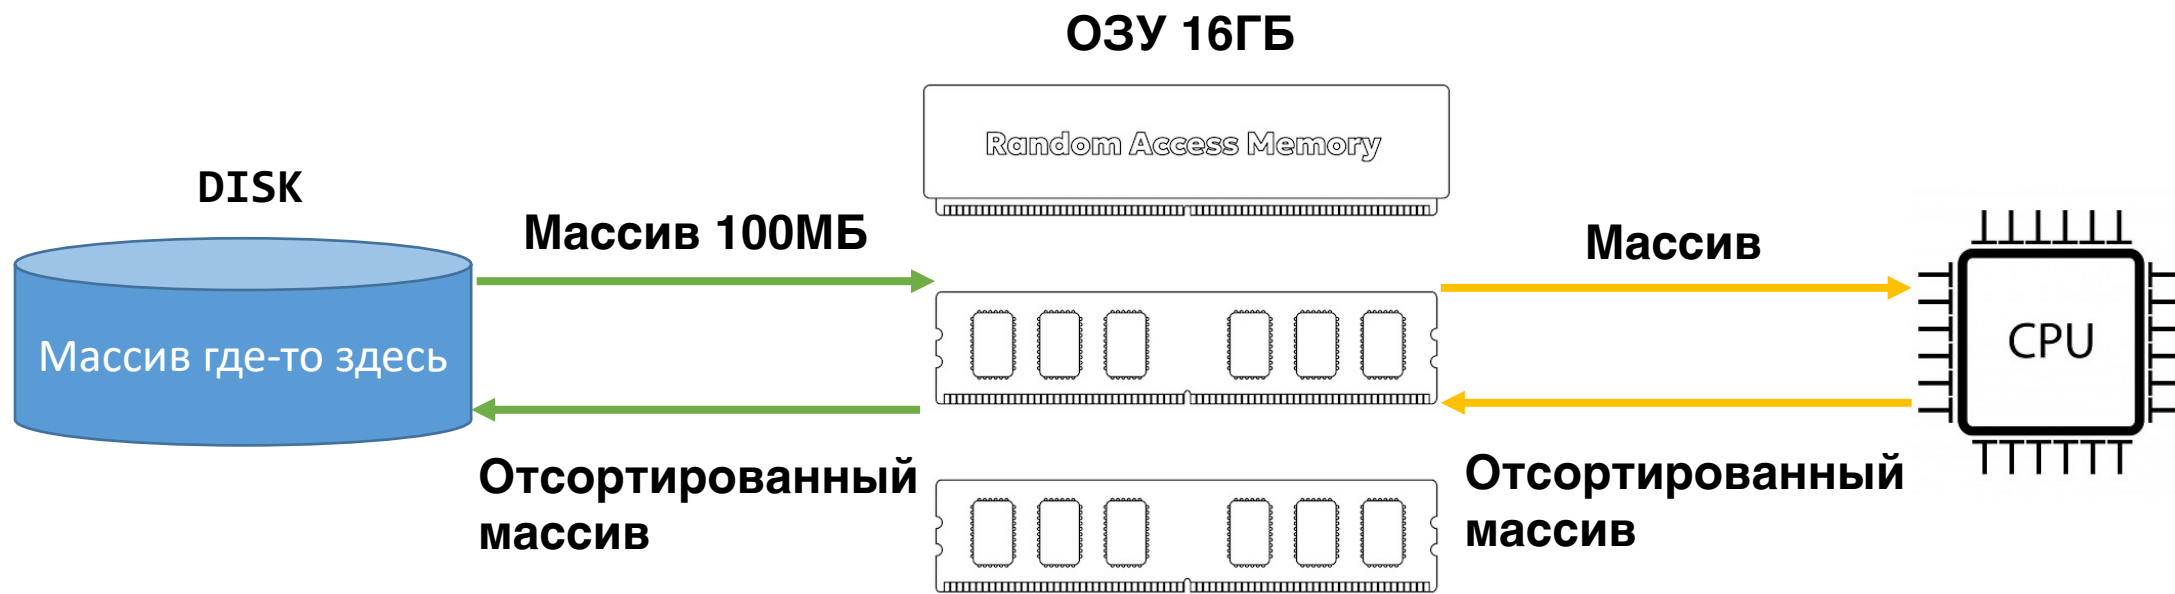 ОЗУ 16ГБ
Random Access Memory
DISK
Массив 100МБ
Массив
Массив где-то здесь
CPU
Отсортированный
массив
Отсортированный
массив